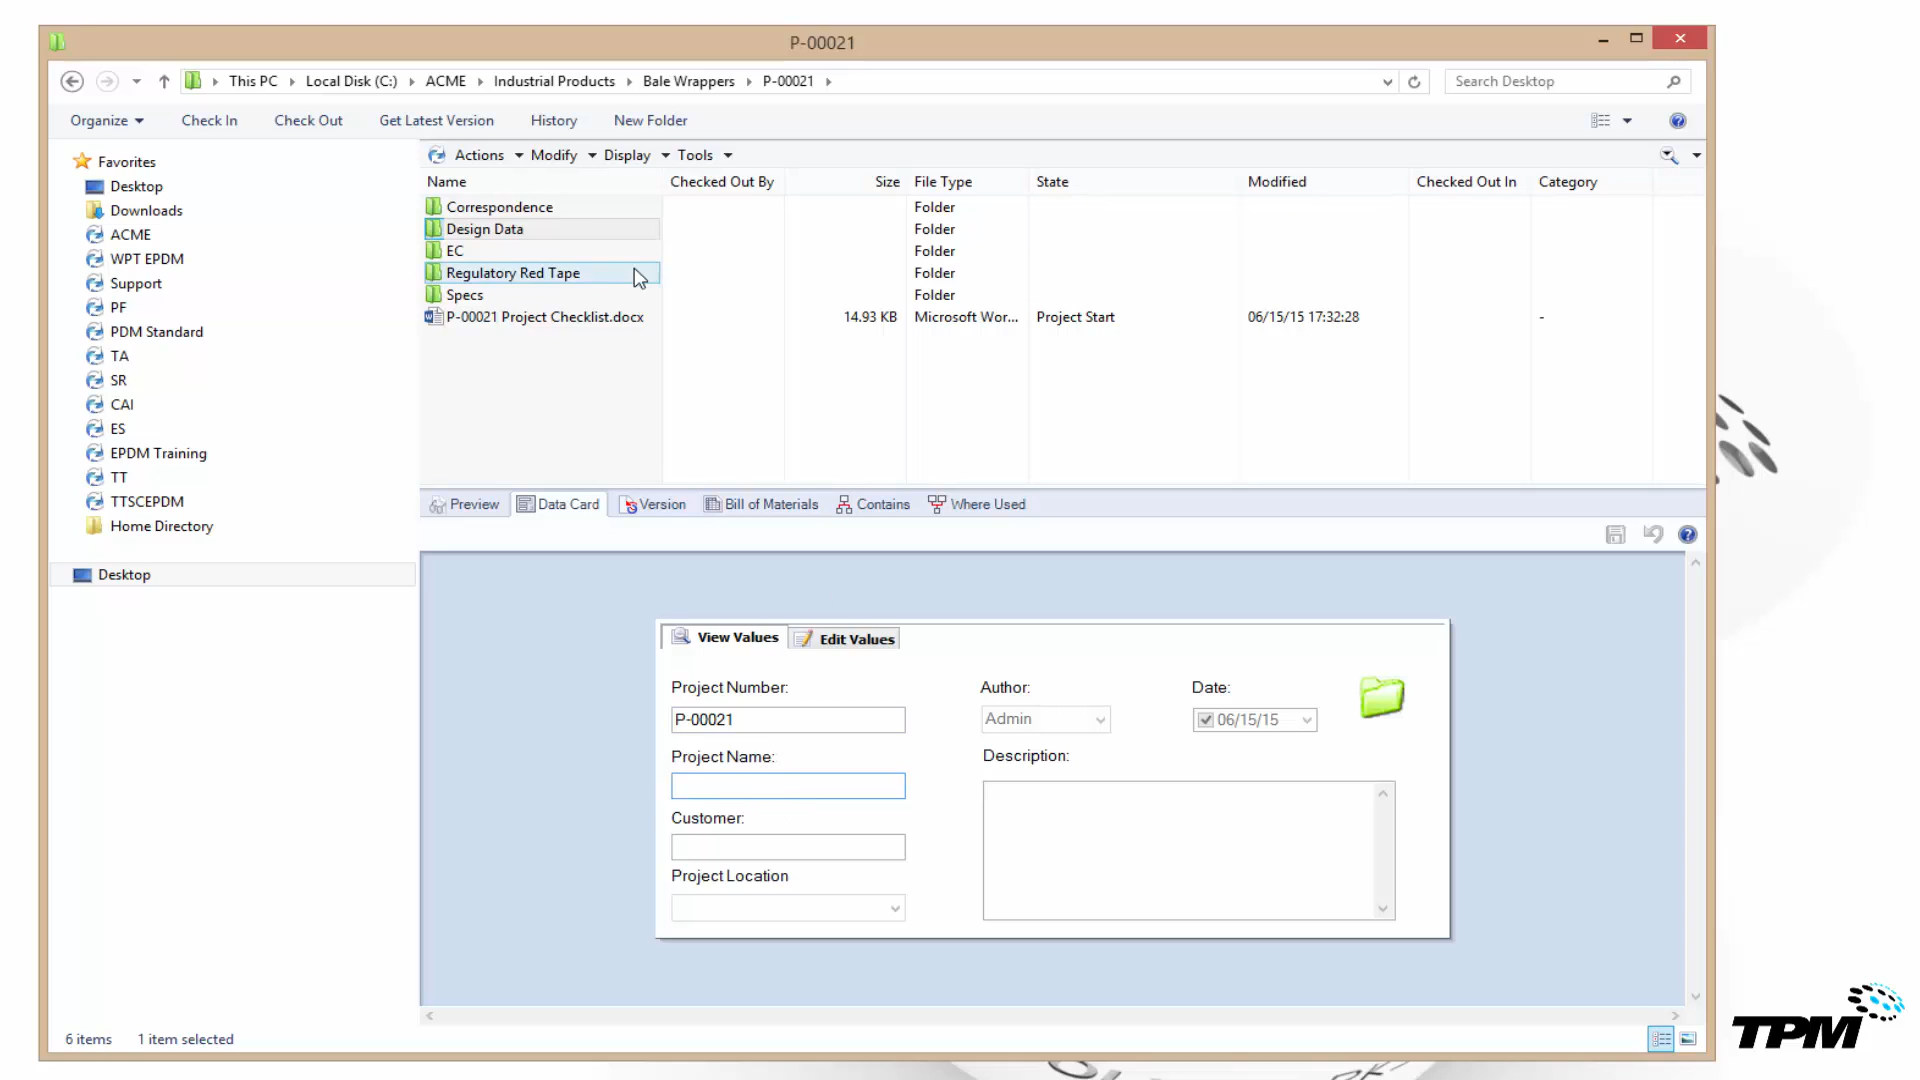 P-00021
This PC Local Disk (C:) ACME Industrial Products Bale Wrappers P-00021
Search Desktop
Organize Check In Check Out Get Latest Version History New Folder
Actions Modify Display Tools
Name Checked Out By Size File Type State Modified Checked Out In Category
Correspondence Folder
Design Data Folder
EC Folder
Regulatory Red Tape Folder
Specs Folder
P-00021 Project Checklist.docx 14.93 KB Microsoft Wor... Project Start 06/15/15 17:32:28 -
Favorites
Desktop
Downloads
ACME
WPT EPDM
Support
PF
PDM Standard
TA
SR
CAI
ES
EPDM Training
TT
TTSCEPDM
Home Directory
Desktop
Preview Data Card Version Bill of Materials Contains Where Used
View Values Edit Values
Project Number: Author: Date:
P-00021 Admin 06/15/15
Project Name: Description:
Customer:
Project Location
6 items 1 item selected
TPM